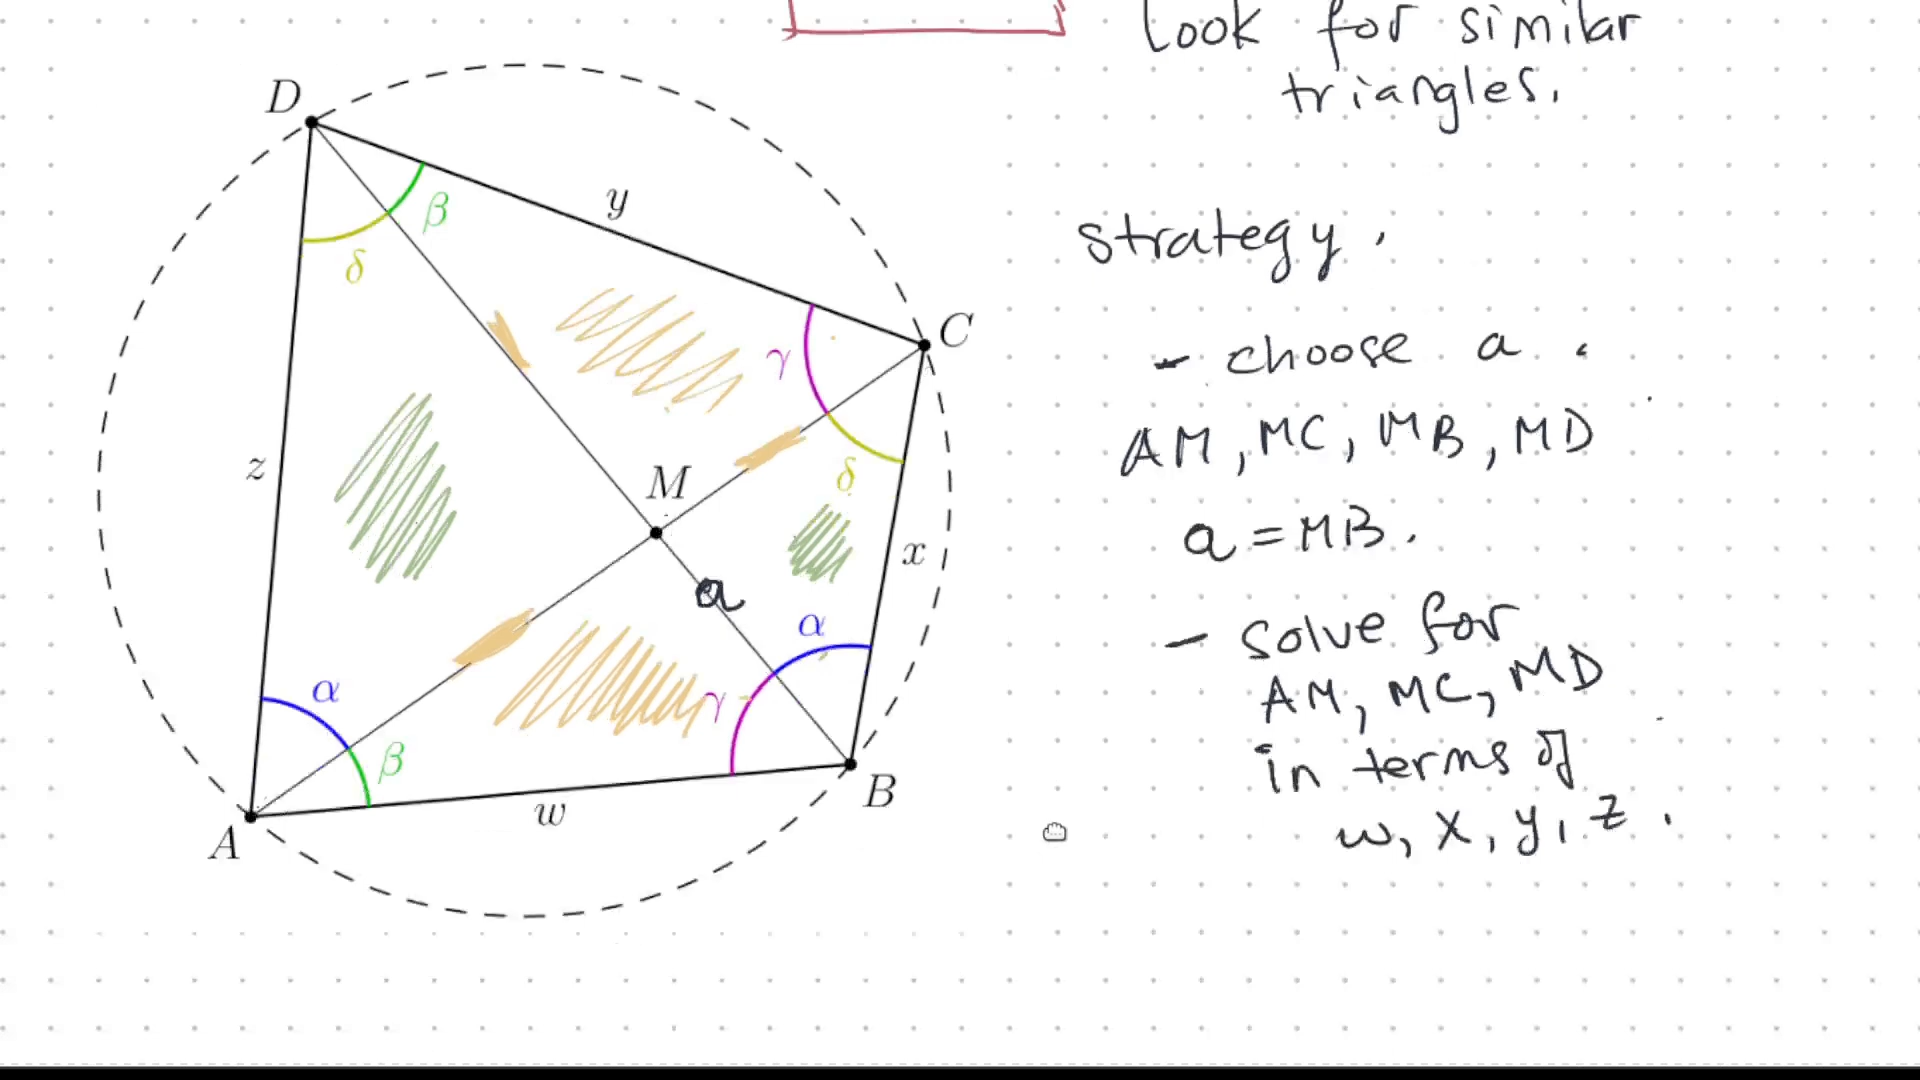 Look for similar
triangles.
D
y
β
δ
C
γ
strategy.
- choose a.
z
M
δ
AM, MC, MB, MD
a = MB.
x
a
α
- solve for
AM, MC, MD
in terms of
w, x, y, z.
α
γ
β
B
w
A